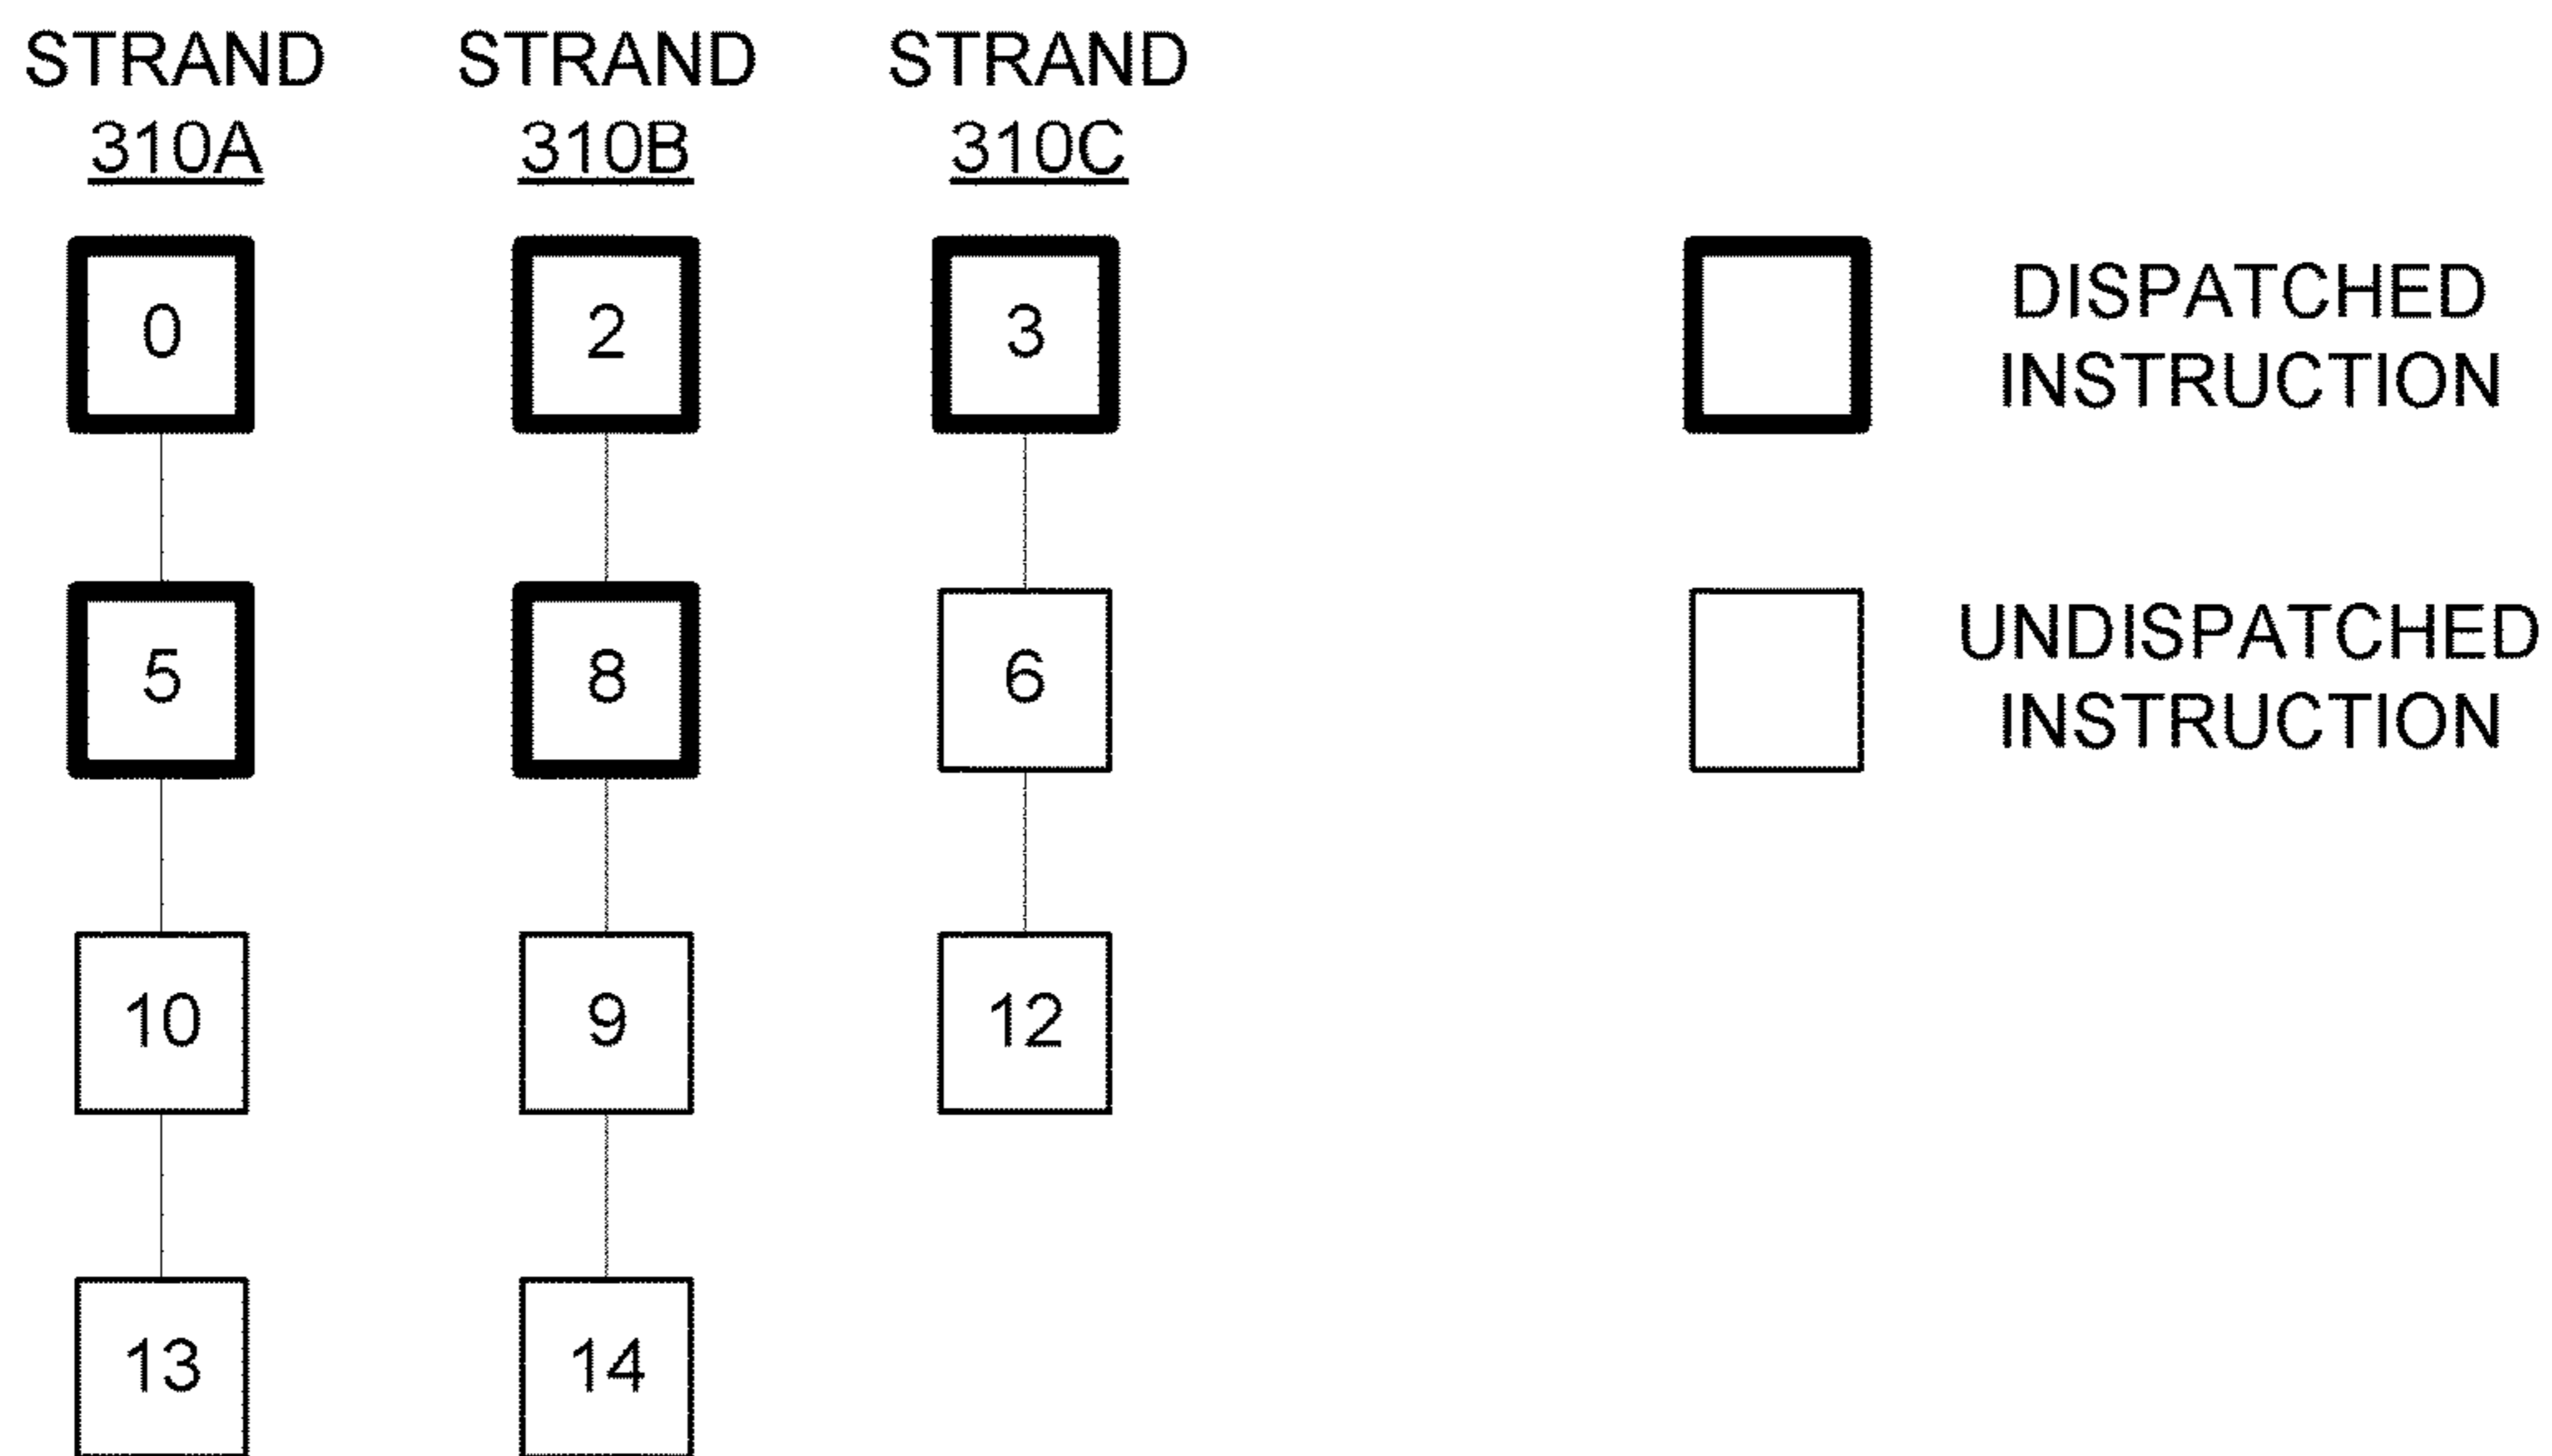 STRAND STRAND STRAND
310A 310B 310C
0 2 3
DISPATCHED
INSTRUCTION
5 8 6
UNDISPATCHED
INSTRUCTION
10 9 12
13 14